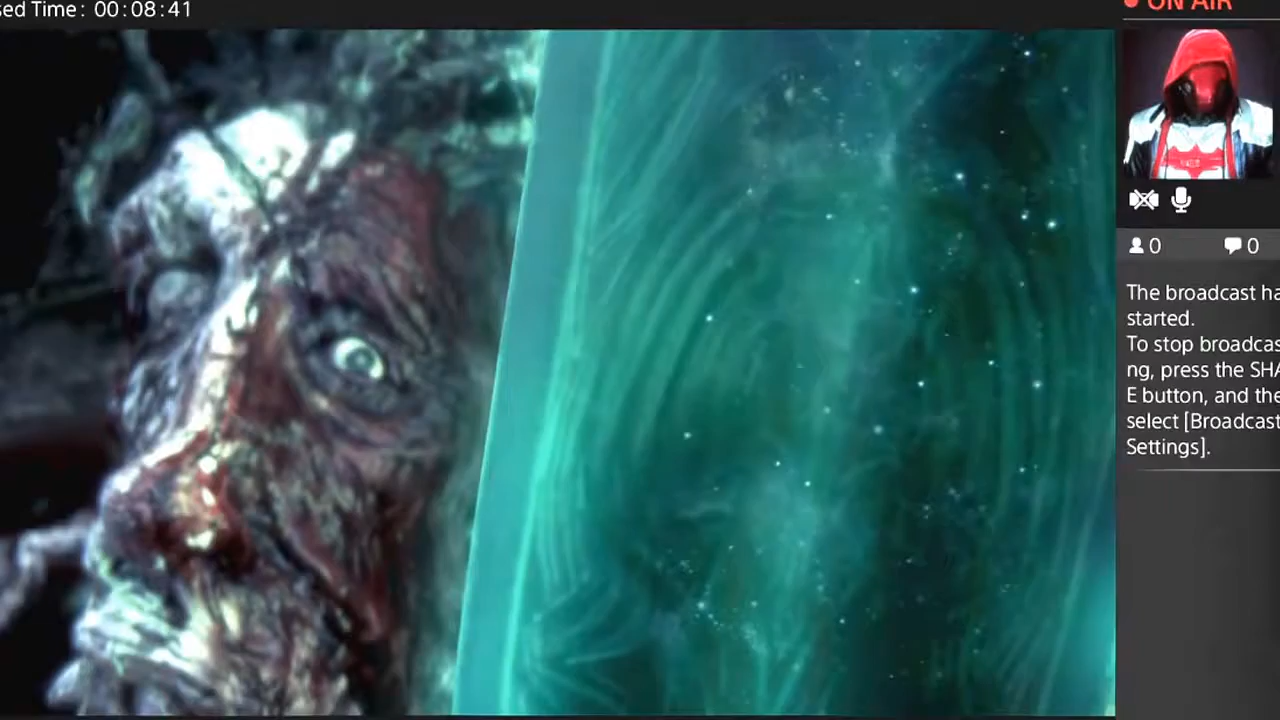 sed Time: 00:08:41
ON AIR
0
0
The broadcast ha
started.
To stop broadcas
ng, press the SHA
E button, and the
select [Broadcast
Settings].